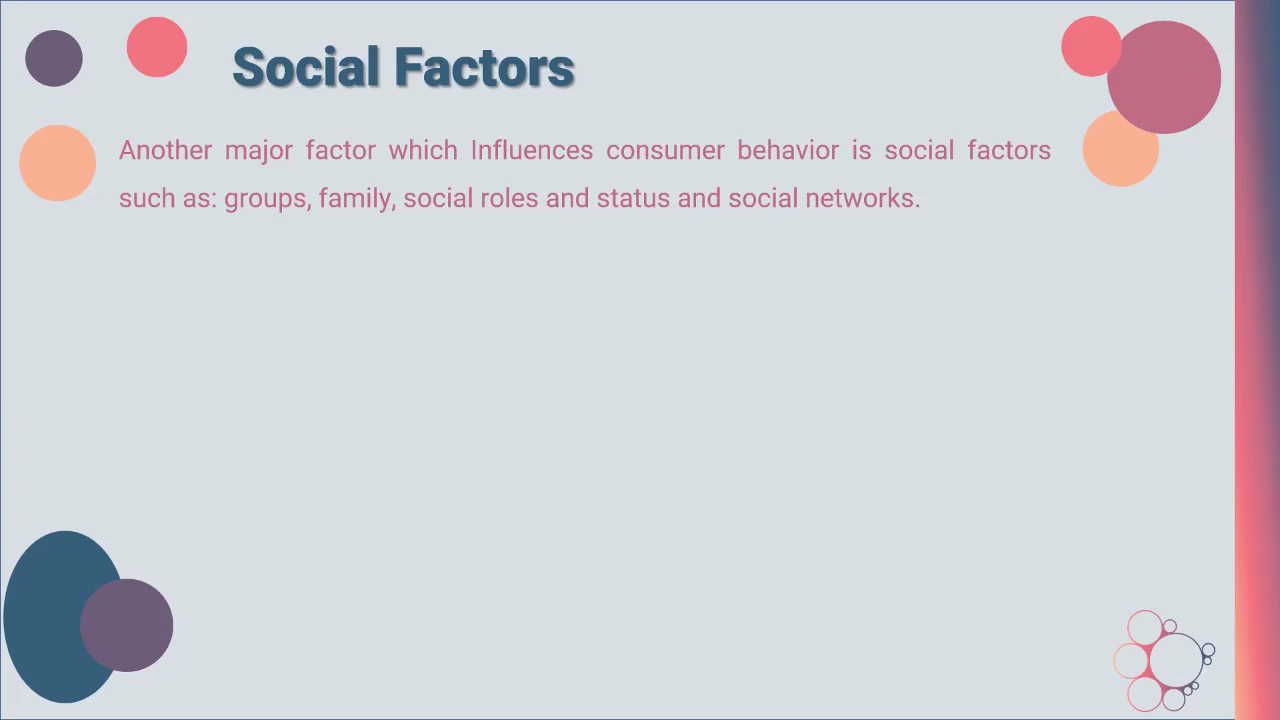 Social Factors
Another major factor which Influences consumer behavior is social factors
such as: groups, family, social roles and status and social networks.